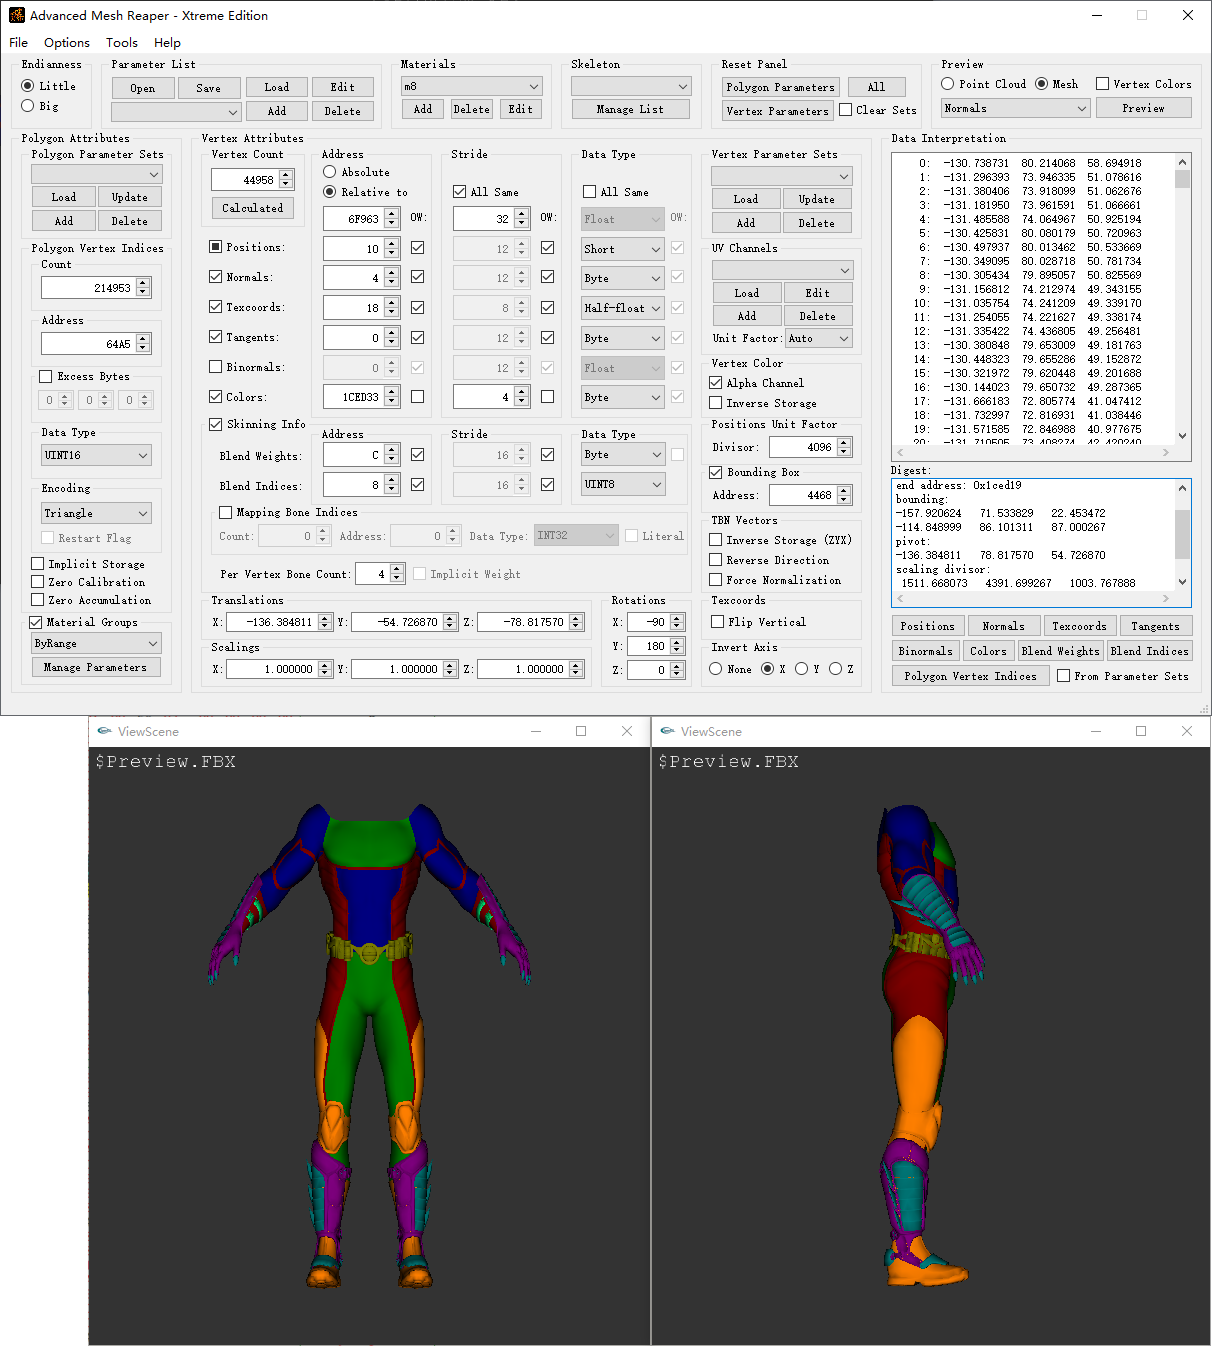 Advanced Mesh Reaper - Xtreme Edition
File Options Tools Help
Endianness
Little
Big
Parameter List
Open Save Load Edit
Add Delete
Materials
m8
Add Delete Edit
Skeleton
Manage List
Reset Panel
Polygon Parameters All
Vertex Parameters Clear Sets
Preview
Point Cloud Mesh Vertex Colors
Normals Preview
Polygon Attributes
Polygon Parameter Sets
Load Update
Add Delete
Polygon Vertex Indices
Count
214953
Address
64A5
Excess Bytes
0 0 0
Data Type
UINT16
Encoding
Triangle
Restart Flag
Implicit Storage
Zero Calibration
Zero Accumulation
Material Groups
ByRange
Manage Parameters
Vertex Attributes
Vertex Count
44958
Calculated
Address
Absolute
Relative to
6F963 OW:
Stride
All Same
32 OW:
Data Type
All Same
Float OW:
Positions: 10 12 Short
Normals: 4 12 Byte
Texcoords: 18 8 Half-float
Tangents: 0 12 Byte
Binormals: 0 12 Float
Colors: 1CED33 4 Byte
Skinning Info
Address Stride Data Type
Blend Weights: C 16 Byte
Blend Indices: 8 16 UINT8
Mapping Bone Indices
Count: 0 Address: 0 Data Type: INT32 Literal
Per Vertex Bone Count: 4 Implicit Weight
Translations
X: -136.384811 Y: -54.726870 Z: -78.817570
Scalings
X: 1.000000 Y: 1.000000 Z: 1.000000
Rotations
X: -90
Y: 180
Z: 0
Vertex Parameter Sets
Load Update
Add Delete
UV Channels
Load Edit
Add Delete
Unit Factor: Auto
Vertex Color
Alpha Channel
Inverse Storage
Positions Unit Factor
Divisor: 4096
Bounding Box
Address: 4468
TBN Vectors
Inverse Storage (ZYX)
Reverse Direction
Force Normalization
Texcoords
Flip Vertical
Invert Axis
None X Y Z
Data Interpretation
0: -130.738731 80.214068 58.694918
1: -131.296393 73.946335 51.078616
2: -131.380406 73.918099 51.062676
3: -131.181950 73.961591 51.066661
4: -131.485588 74.064967 50.925194
5: -130.425831 80.080179 50.720963
6: -130.497937 80.013462 50.533669
7: -130.349095 80.028718 50.781734
8: -130.305434 79.895057 50.825569
9: -131.156812 74.212974 49.343155
10: -131.035754 74.241209 49.339170
11: -131.254055 74.221627 49.338174
12: -131.335422 74.436805 49.256481
13: -130.380848 79.653009 49.181763
14: -130.448323 79.655286 49.152872
15: -130.321972 79.620448 49.201688
16: -130.144023 79.650732 49.287365
17: -131.666183 72.805774 41.047412
18: -131.732997 72.816931 41.038446
19: -131.571585 72.846988 40.977675
20: -131.710505 73.408274 42.420240
Digest:
end address: 0x1ced19
bounding:
-157.920624 71.533829 22.453472
-114.848999 86.101311 87.000267
pivot:
-136.384811 78.817570 54.726870
scaling divisor:
1511.668073 4391.699267 1003.767888
Positions Normals Texcoords Tangents
Binormals Colors Blend Weights Blend Indices
Polygon Vertex Indices From Parameter Sets
ViewScene
$Preview.FBX
ViewScene
$Preview.FBX